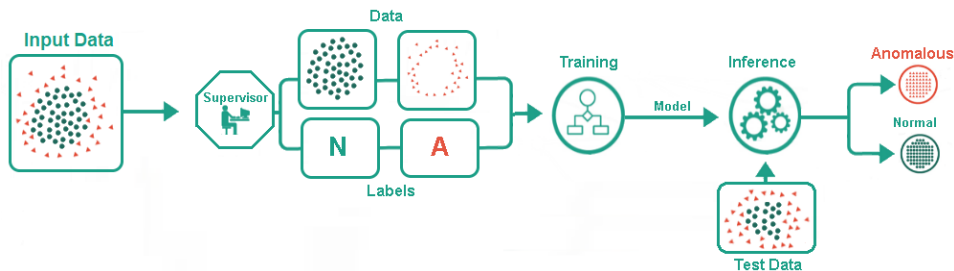 Input Data
Supervisor
Data
N
A
Labels
Training
Model
Inference
Test Data
Anomalous
Normal